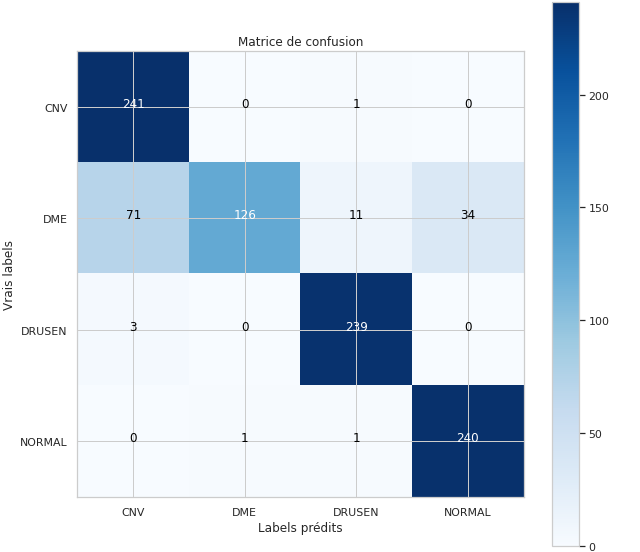 Matrice de confusion
CNV 241 0 1 0
DME 71 126 11 34
DRUSEN 3 0 239 0
NORMAL 0 1 1 240
CNV DME DRUSEN NORMAL
Labels prédits
Vrais labels
200
150
100
50
0